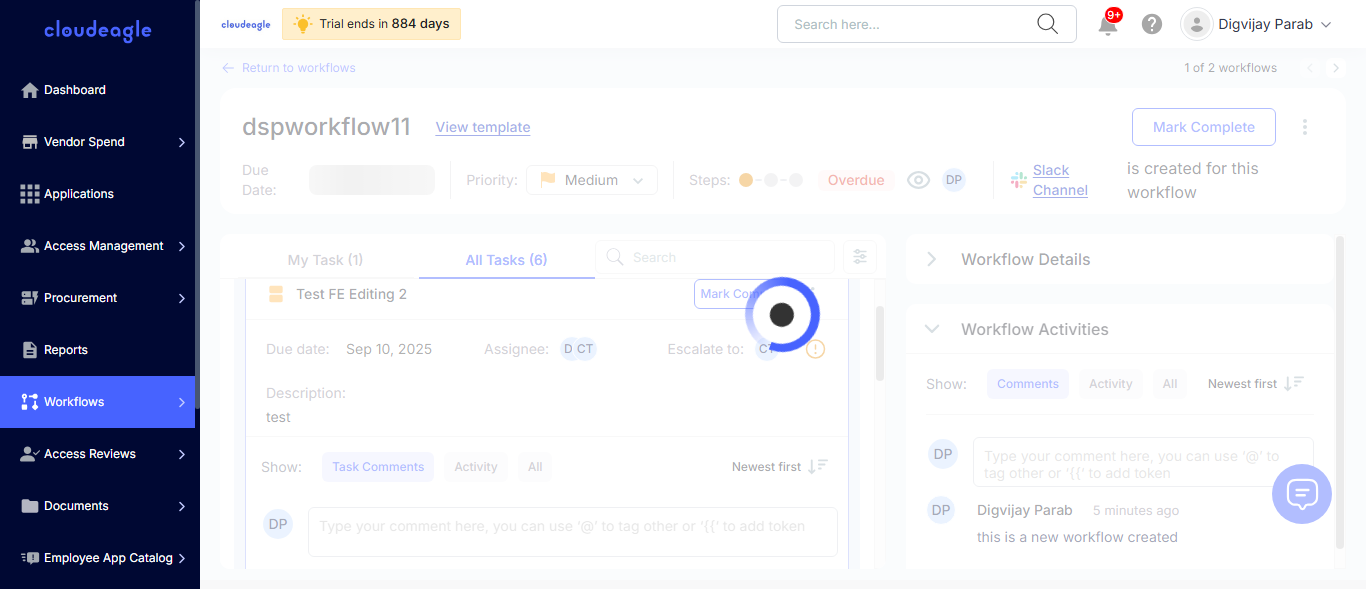 cloudeagle
Dashboard
Vendor Spend
Applications
Access Management
Procurement
Reports
Workflows
Access Reviews
Documents
Employee App Catalog
cloudeagle
Trial ends in 884 days
Search here...
9+
Digvijay Parab
Return to workflows
1 of 2 workflows
dspworkflow11
View template
Mark Complete
Due
Date:
Priority:
Medium
Steps:
Overdue
DP
Slack
Channel
is created for this
workflow
My Task (1)
All Tasks (6)
Search
Test FE Editing 2
Mark
Due date:
Sep 10, 2025
Assignee:
D CT
Escalate to:
Description:
test
Show:
Task Comments
Activity
All
Newest first
DP
Type your comment here, you can use '@' to tag other or '{{' to add token
Workflow Details
Workflow Activities
Show:
Comments
Activity
All
Newest first
DP
Type your comment here, you can use '@' to
tag other or '{{' to add token
DP
Digvijay Parab
5 minutes ago
this is a new workflow created